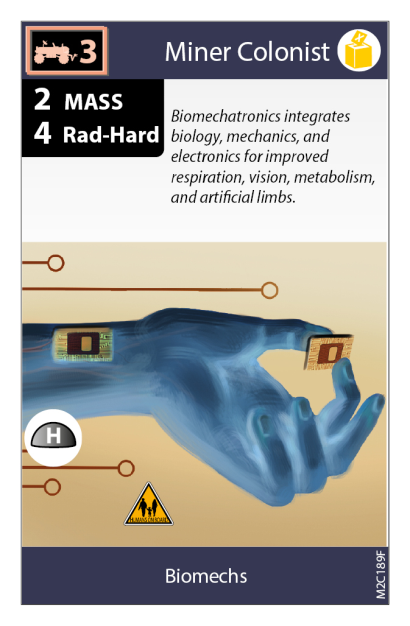 3
Miner Colonist
2 MASS
4 Rad-Hard
Biomechatronics integrates
biology, mechanics, and
electronics for improved
respiration, vision, metabolism,
and artificial limbs.
H
Biomechs
M2C189F